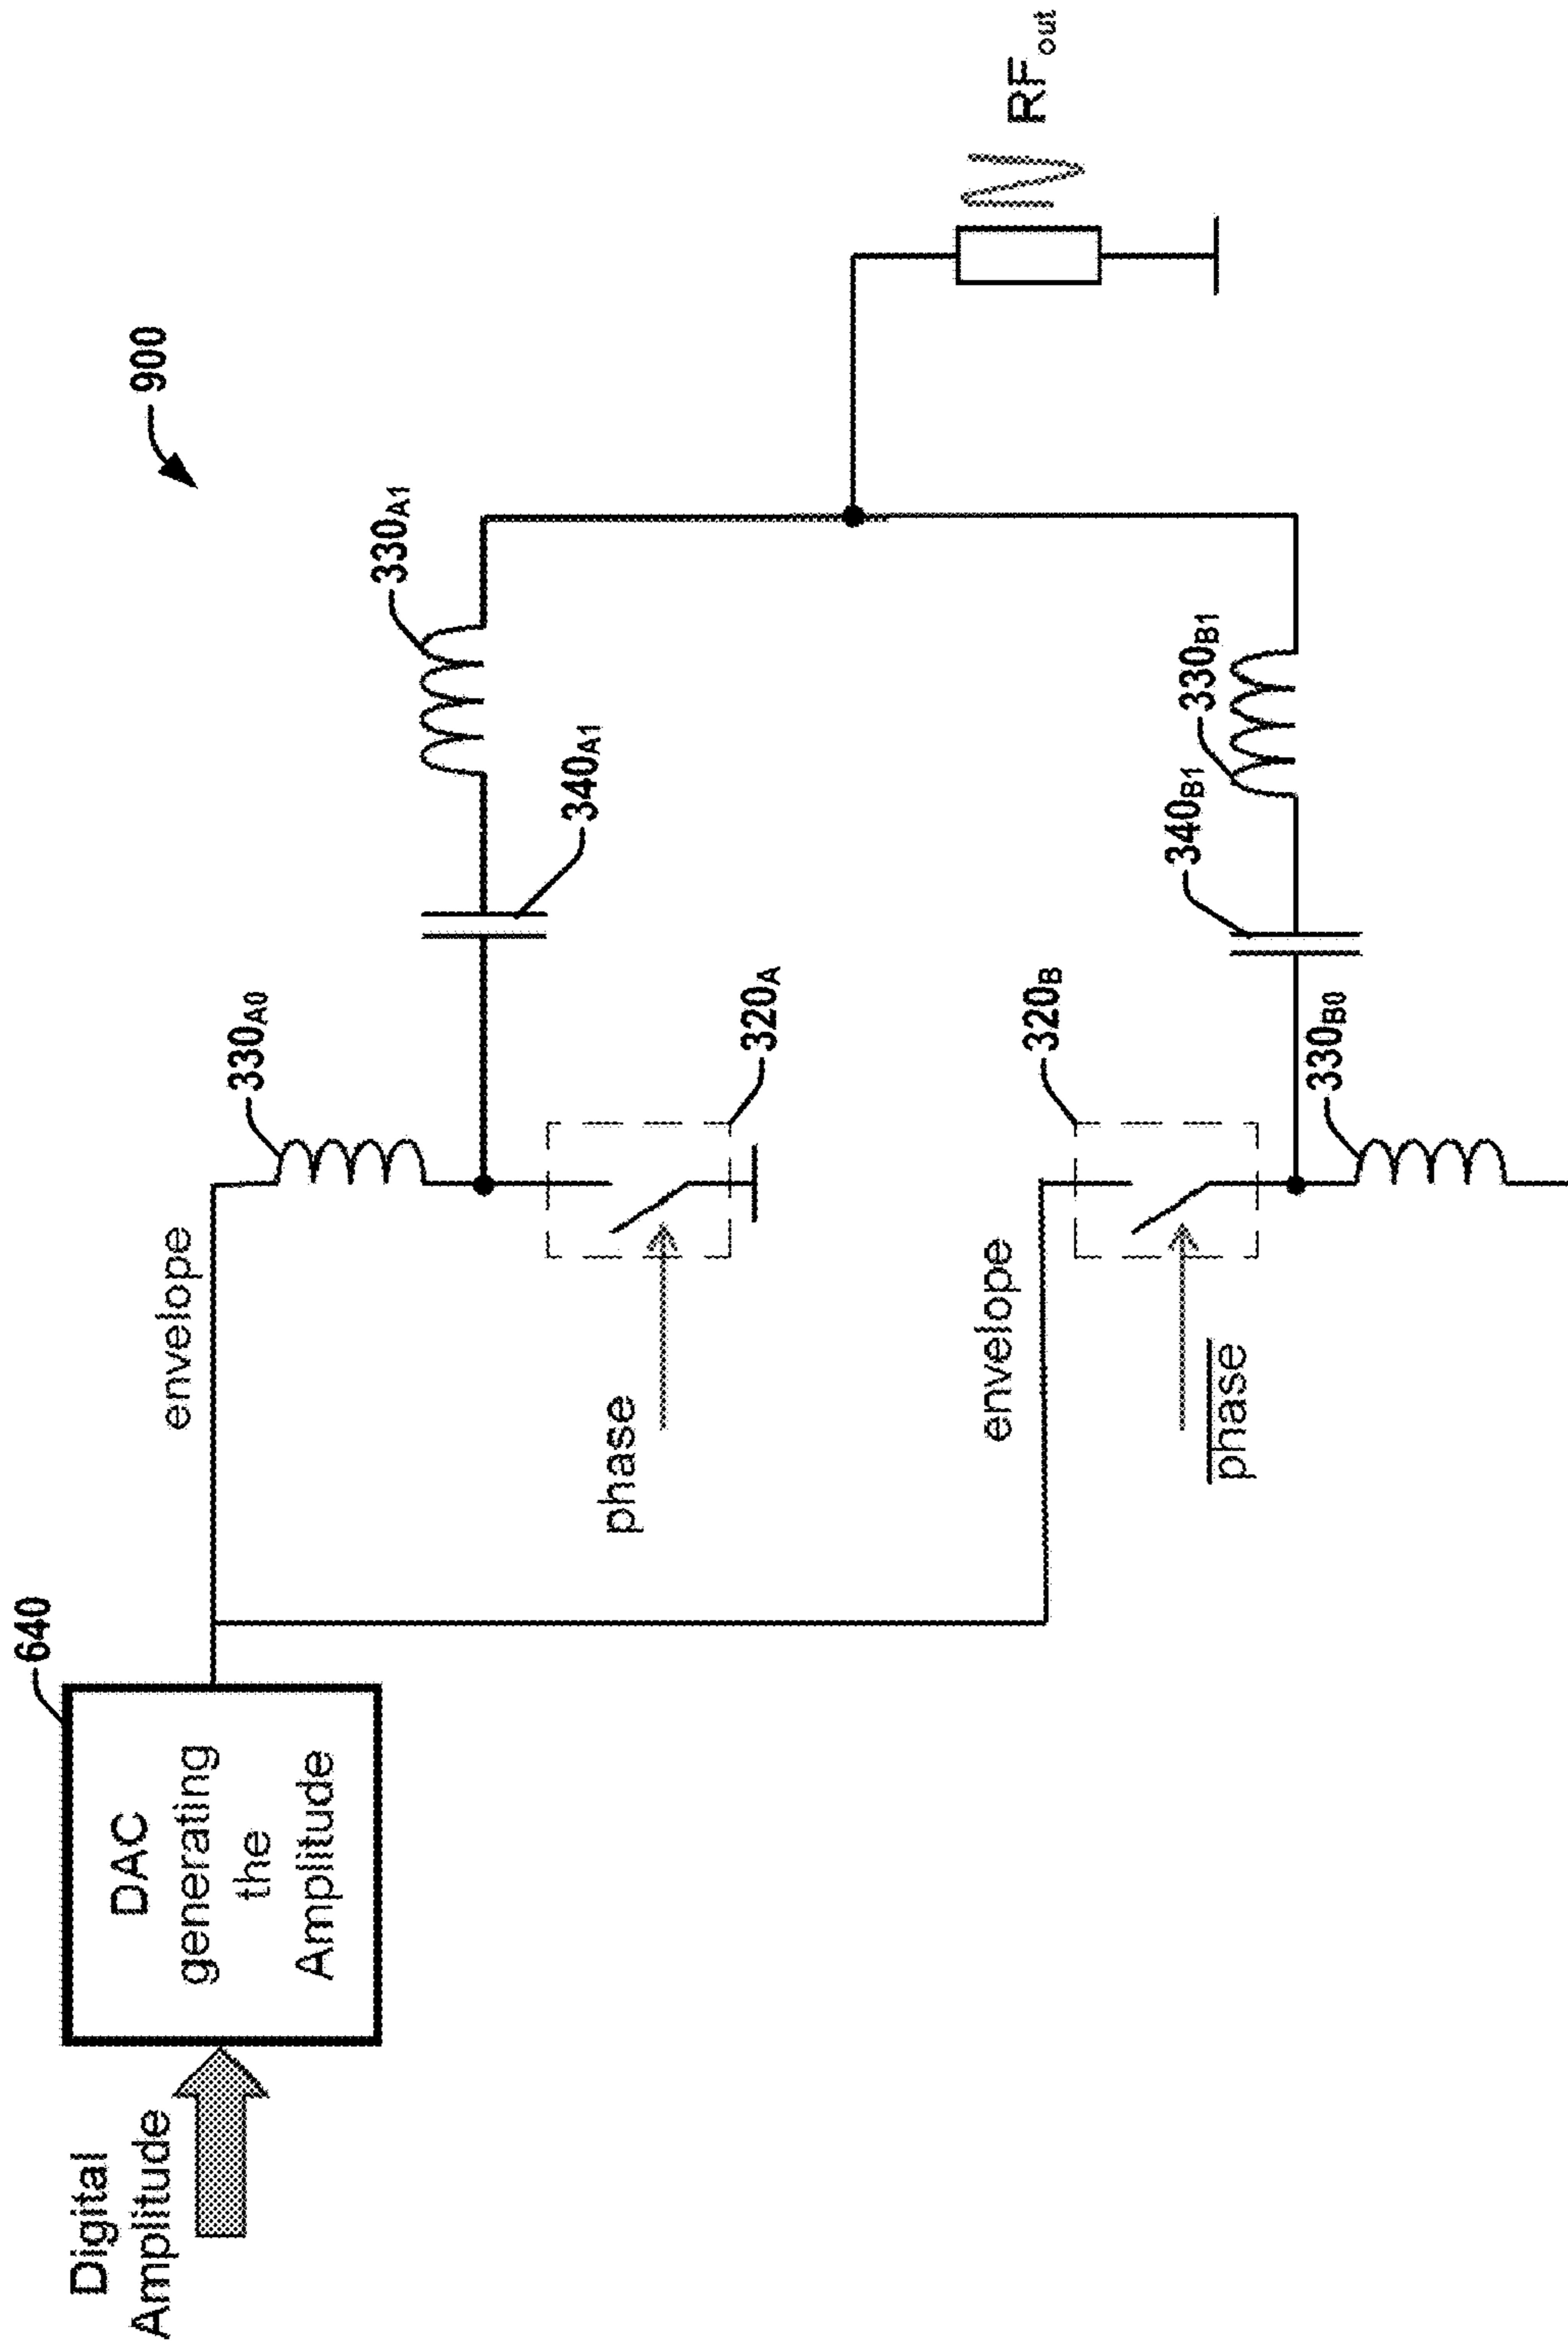 900
640
DAC
generating
the
Amplitude
Digital
Amplitude
envelope
330A0
340A1
330A1
phase
320A
RFout
envelope
320B
phase
340B1
330B1
330B0